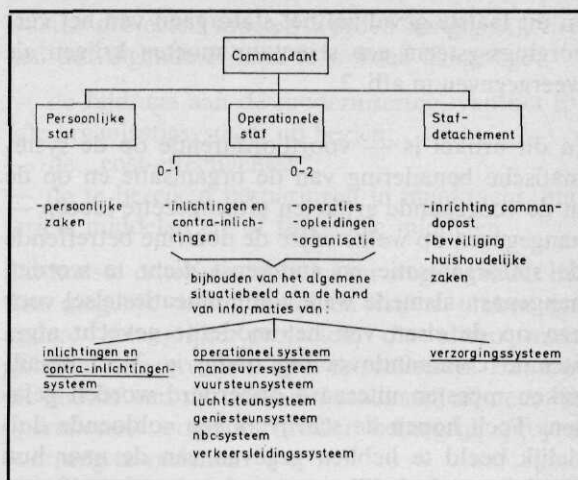 Commandant
Persoonlijke
staf
Operationele
staf
Staf-
detachement
0-1
0-2
-persoonlijke
zaken
-inlichtingen en
contra-inlich-
tingen
-operaties
-opleidingen
-organisatie
-inrichting comman-
dopost
-beveiliging
-huishoudelijke
zaken
bijhouden van het algemene
situatiebeeld aan de hand
van informaties van:
inlichtingen en
contra-inlichtingen-
systeem
operationeel systeem
manoeuvresysteem
vuursteunsysteem
luchtsteunsysteem
geniesteunsysteem
nbc-systeem
verkeersleidingssysteem
verzorgingssysteem